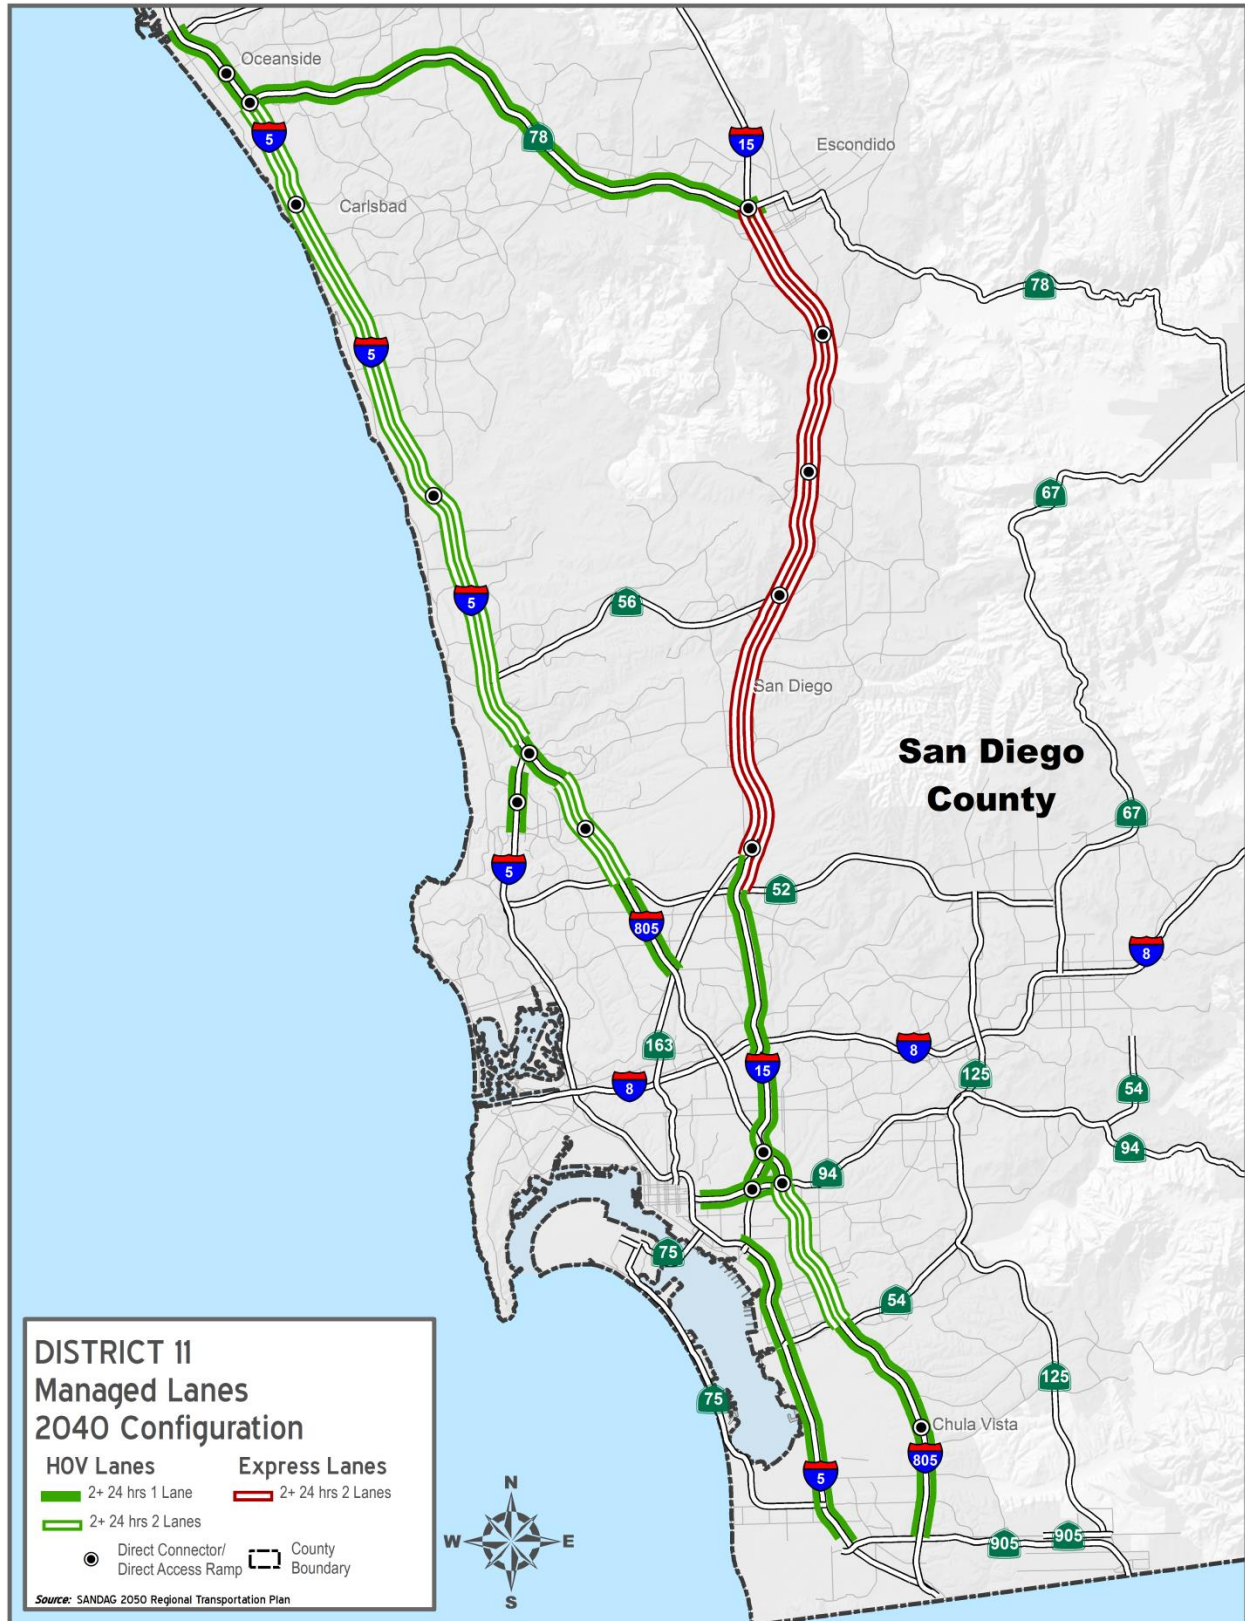 Oceanside
5
78
15
Escondido
Carlsbad
78
5
67
5
56
San Diego
San Diego
County
67
5
52
805
8
163
15
8
125
8
54
94
94
75
54
125
75
Chula Vista
805
5
905
905
DISTRICT 11
Managed Lanes
2040 Configuration
HOV Lanes
Express Lanes
2+ 24 hrs 1 Lane
2+ 24 hrs 2 Lanes
2+ 24 hrs 2 Lanes
Direct Connector/
Direct Access Ramp
County
Boundary
Source: SANDAG 2050 Regional Transportation Plan
N
W
E
S